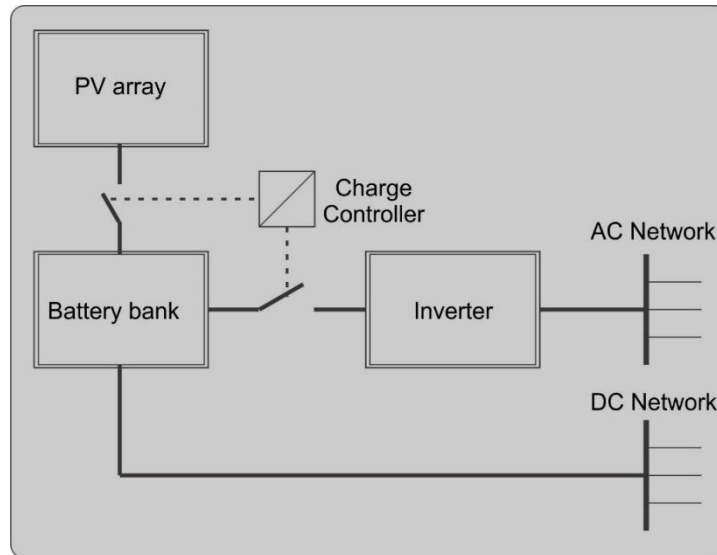 PV array
Charge
Controller
AC Network
Battery bank
Inverter
DC Network